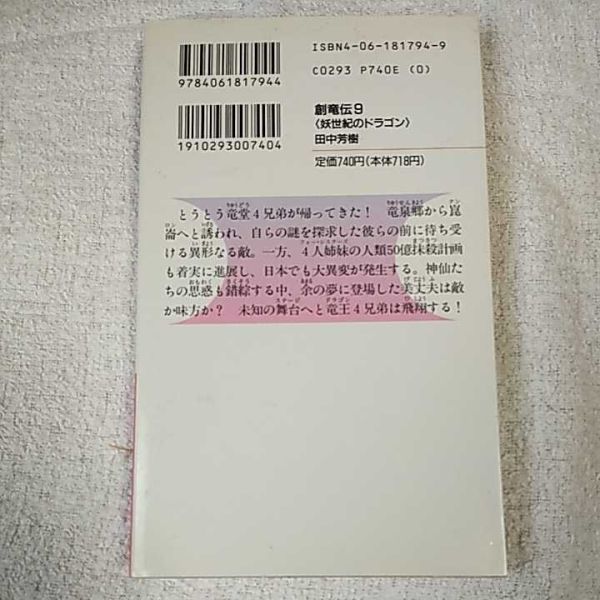 ISBN4-06-181794-9
9784061817944
C0293 P740E (0)
創竜伝9
〈妖世紀のドラゴン〉
田中芳樹
1910293007404
定価740円(本体718円)
とうとう竜堂4兄弟が帰ってきた! 竜泉郷から崑
崙へと誘われ、自らの謎を探求した彼らの前に待ち受
ける異形なる敵。一方、4人姉妹の人類50億抹殺計画
も着実に進展し、日本でも大異変が発生する。神仙た
ちの思惑も錯綜する中、余の夢に登場した美丈夫は敵
か味方か? 未知の舞台へと竜王4兄弟は飛翔する!